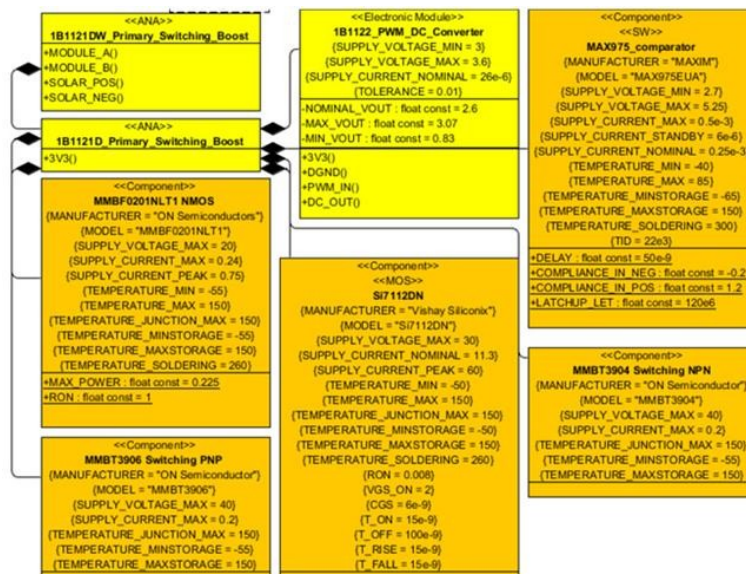 <<ANA>>
1B1121DW_Primary_Switching_Boost
+MODULE_A()
+MODULE_B()
+SOLAR_POS()
+SOLAR_NEG()
<<ANA>>
1B1121D_Primary_Switching_Boost
+3V3()
<<Component>>
MMBF0201NLT1 NMOS
{MANUFACTURER = "ON Semiconductors"}
{MODEL = "MMBF0201NLT1"}
{SUPPLY_VOLTAGE_MAX = 20}
{SUPPLY_CURRENT_MAX = 0.24}
{SUPPLY_CURRENT_PEAK = 0.75}
{TEMPERATURE_MIN = -55}
{TEMPERATURE_MAX = 150}
{TEMPERATURE_JUNCTION_MAX = 150}
{TEMPERATURE_MINSTORAGE = -55}
{TEMPERATURE_MAXSTORAGE = 150}
{TEMPERATURE_SOLDERING = 260}
+MAX_POWER : float const = 0.225
+RON : float const = 1
<<Component>>
MMBT3906 Switching PNP
{MANUFACTURER = "ON Semiconductor"}
{MODEL = "MMBT3906"}
{SUPPLY_VOLTAGE_MAX = 40}
{SUPPLY_CURRENT_MAX = 0.2}
{TEMPERATURE_JUNCTION_MAX = 150}
{TEMPERATURE_MINSTORAGE = -55}
{TEMPERATURE_MAXSTORAGE = 150}
<<Electronic Module>>
1B1122_PWM_DC_Converter
{SUPPLY_VOLTAGE_MIN = 3}
{SUPPLY_VOLTAGE_MAX = 3.6}
{SUPPLY_CURRENT_NOMINAL = 26e-6}
{TOLERANCE = 0.01}
-NOMINAL_VOUT : float const = 2.6
-MAX_VOUT : float const = 3.07
-MIN_VOUT : float const = 0.83
+3V3()
+DGND()
+PWM_IN()
+DC_OUT()
<<Component>>
<<MOS>>
Si7112DN
{MANUFACTURER = "Vishay Siliconix"}
{MODEL = "Si7112DN"}
{SUPPLY_VOLTAGE_MAX = 30}
{SUPPLY_CURRENT_NOMINAL = 11.3}
{SUPPLY_CURRENT_PEAK = 60}
{TEMPERATURE_MIN = -50}
{TEMPERATURE_MAX = 150}
{TEMPERATURE_JUNCTION_MAX = 150}
{TEMPERATURE_MINSTORAGE = -50}
{TEMPERATURE_MAXSTORAGE = 150}
{TEMPERATURE_SOLDERING = 260}
{RON = 0.008}
{VGS_ON = 2}
{CGS = 6e-9}
{T_ON = 15e-9}
{T_OFF = 100e-9}
{T_RISE = 15e-9}
{T_FALL = 15e-9}
<<Component>>
<<SW>>
MAX975_comparator
{MANUFACTURER = "MAXIM"}
{MODEL = "MAX975EUA"}
{SUPPLY_VOLTAGE_MIN = 2.7}
{SUPPLY_VOLTAGE_MAX = 5.25}
{SUPPLY_CURRENT_MAX = 0.5e-3}
{SUPPLY_CURRENT_STANDBY = 6e-6}
{SUPPLY_CURRENT_NOMINAL = 0.25e-3
{TEMPERATURE_MIN = -40}
{TEMPERATURE_MAX = 85}
{TEMPERATURE_MINSTORAGE = -65}
{TEMPERATURE_MAXSTORAGE = 150}
{TEMPERATURE_SOLDERING = 300}
{TID = 22e3}
+DELAY : float const = 50e-9
+COMPLIANCE_IN_NEG : float const = -0.2
+COMPLIANCE_IN_POS : float const = 1.2
+LATCHUP_LET : float const = 120e6
<<Component>>
MMBT3904 Switching NPN
{MANUFACTURER = "ON Semiconductor"}
{MODEL = "MMBT3904"}
{SUPPLY_VOLTAGE_MAX = 40}
{SUPPLY_CURRENT_MAX = 0.2}
{TEMPERATURE_JUNCTION_MAX = 150}
{TEMPERATURE_MINSTORAGE = -55}
{TEMPERATURE_MAXSTORAGE = 150}